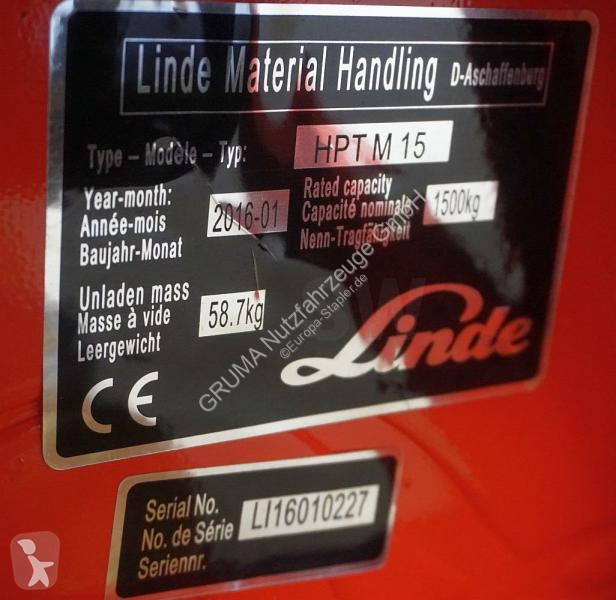 Linde Material Handling D-Aschaffenburg
Type - Modèle - Typ: HPT M 15
Year-month:
Année-mois
Baujahr-Monat
2016-01
Rated capacity
Capacité nominale
Nenn-Tragfähigkeit
1500kg
Unladen mass
Masse à vide
Leergewicht
58.7kg
Linde
CE
GRUMA Nutzfahrzeuge GmbH
©Europa-Stapler.de
Serial No.
No. de Série
Seriennr.
LI16010227